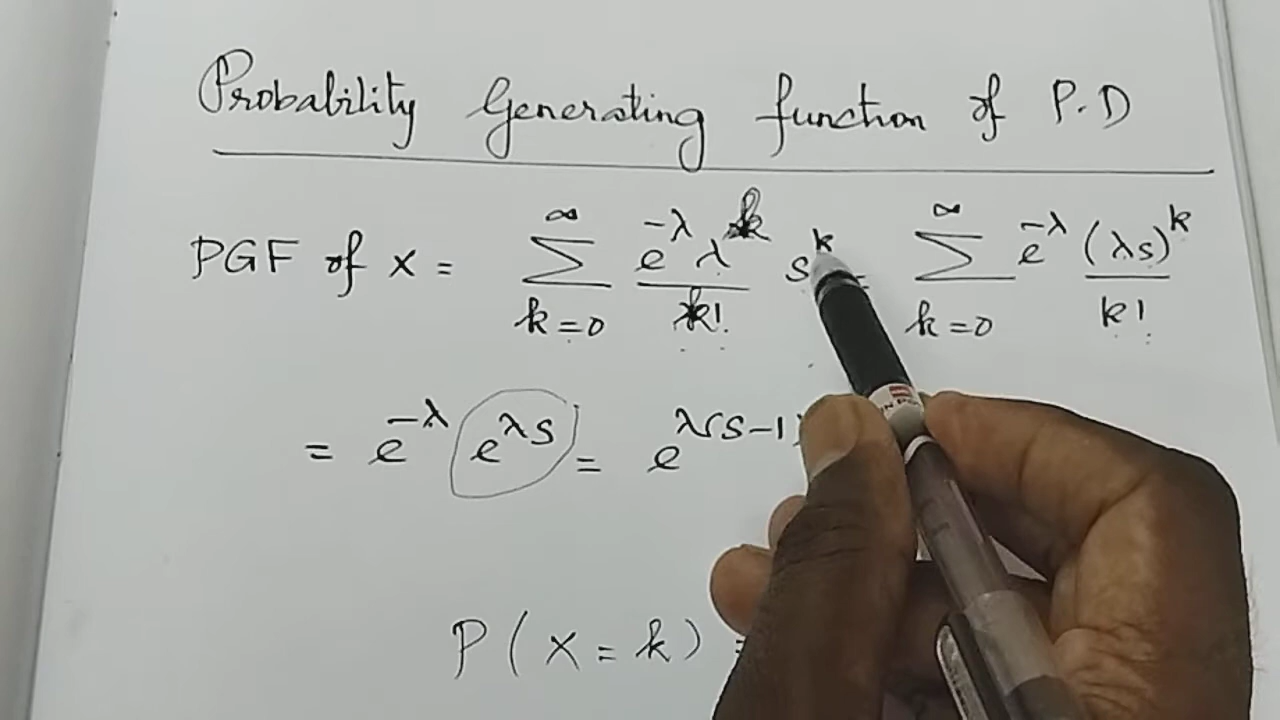 Probability Generating function of P.D
PGF of X = ∞∑k=0 e^-λ λ^k / k! s^k = ∞∑k=0 e^-λ (λs)^k / k!
= e^-λ e^λs = e^λ(s-1)
P(X=k) =